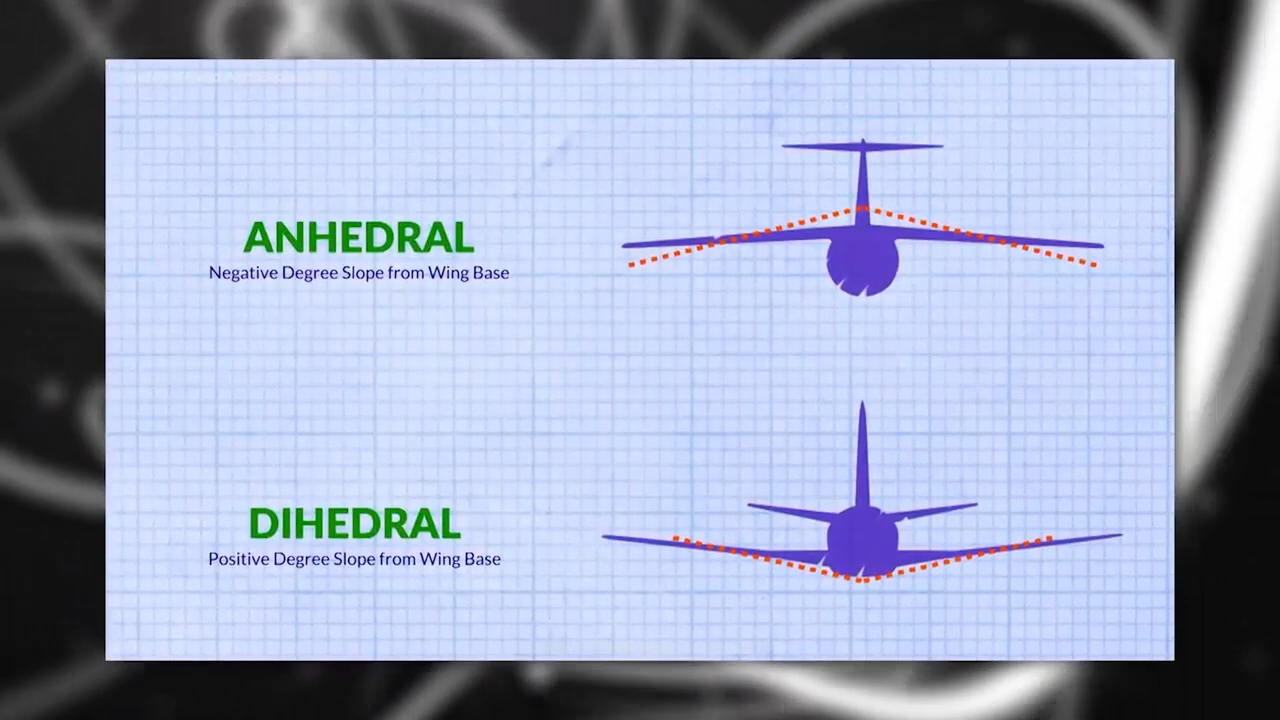 ANHEDRAL
Negative Degree Slope from Wing Base
DIHEDRAL
Positive Degree Slope from Wing Base